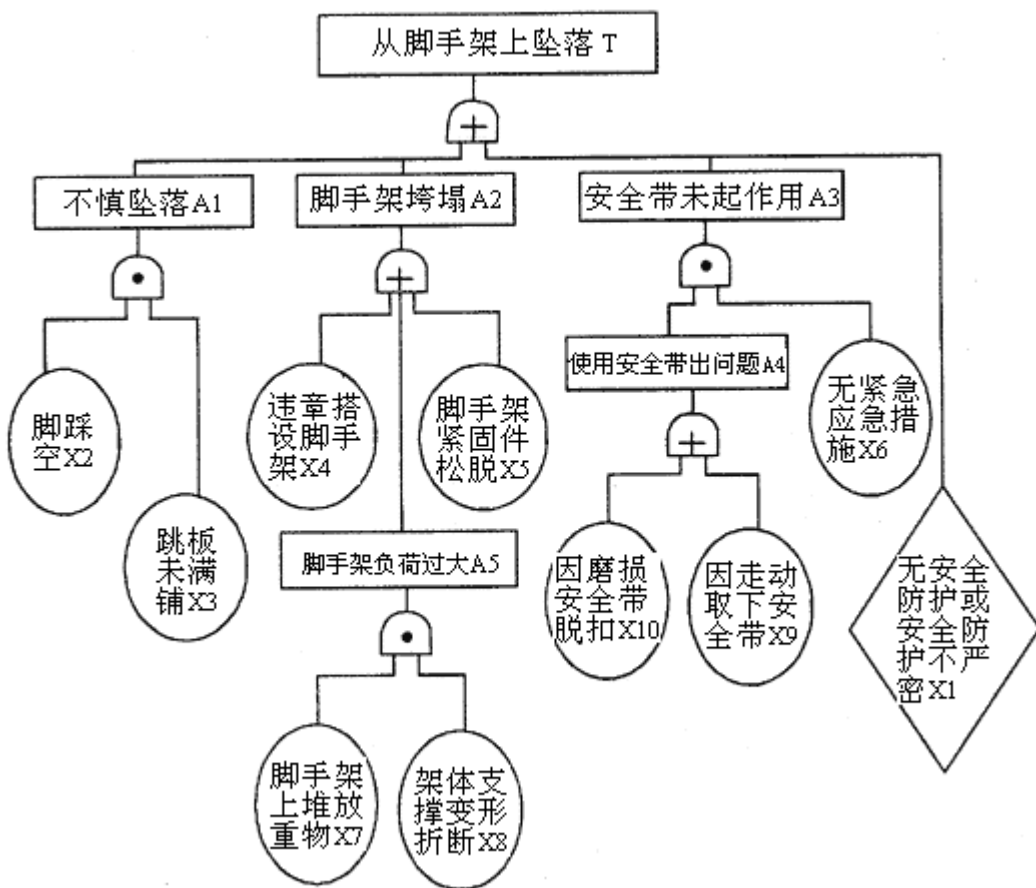 从脚手架上坠落 T
不慎坠落A1
脚手架垮塌A2
安全带未起作用A3
使用安全带出问题A4
脚踩
空X2
违章搭
设脚手
架X4
脚手架
紧固件
松脱X5
无紧急
应急措
施X6
跳板
未满
铺X3
脚手架负荷过大A5
因磨损
安全带
脱扣X10
因走动
取下安
全带X9
无安全
防护或
安全防
护不严
密X1
脚手架
上堆放
重物X7
架体支
撑变形
折断X8